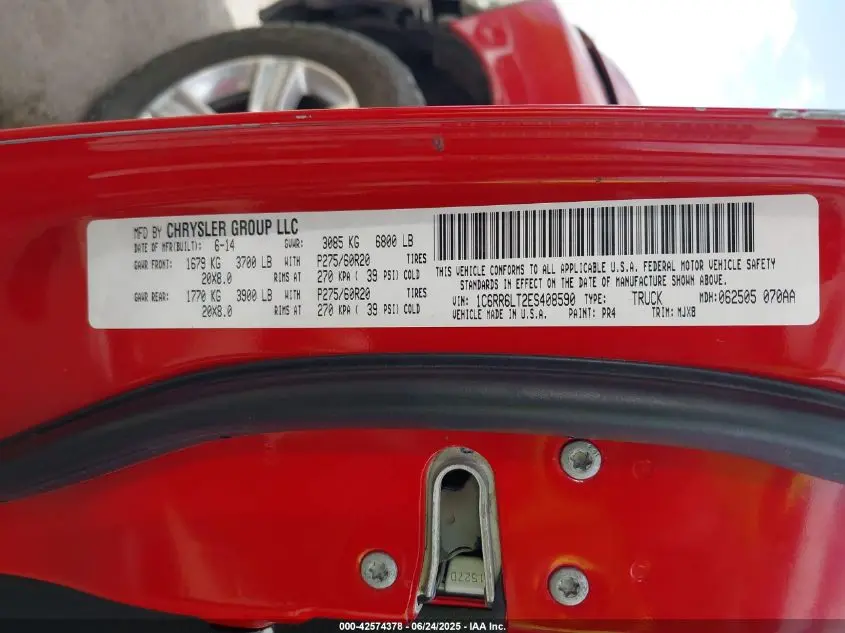 MFD BY CHRYSLER GROUP LLC
DATE OF MFR(BUILT): 6-14 GVWR: 3085 KG 6800 LB
GAWR FRONT: 1679 KG 3700 LB WITH P275/60R20 TIRES
20X8.0 RIMS AT 270 KPA ( 39 PSI) COLD
GAWR REAR: 1770 KG 3900 LB WITH P275/60R20 TIRES
20X8.0 RIMS AT 270 KPA ( 39 PSI) COLD
THIS VEHICLE CONFORMS TO ALL APPLICABLE U.S.A. FEDERAL MOTOR VEHICLE SAFETY
STANDARDS IN EFFECT ON THE DATE OF MANUFACTURE SHOWN ABOVE.
VIN: 1C6RR6LT2ES408590 TYPE: TRUCK MDH: 062505 070AA
VEHICLE MADE IN U.S.A. PAINT: PR4 TRIM: MJXB
1527D
000-42574378 - 06/24/2025 - IAA Inc.